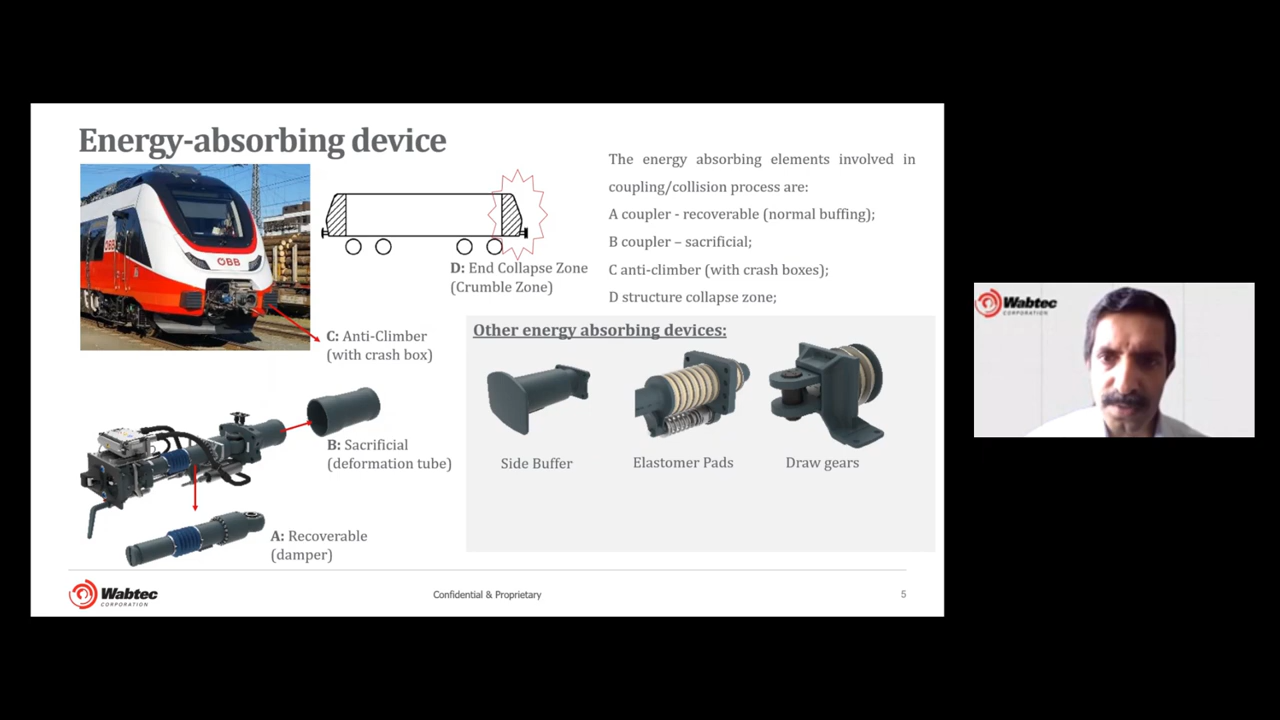 Energy-absorbing device
The energy absorbing elements involved in
coupling/collision process are:
A coupler - recoverable (normal buffing);
B coupler – sacrificial;
C anti-climber (with crash boxes);
D structure collapse zone;
ÖBB
ÖBB
D: End Collapse Zone
(Crumble Zone)
C: Anti-Climber
(with crash box)
B: Sacrificial
(deformation tube)
A: Recoverable
(damper)
Other energy absorbing devices:
Side Buffer
Elastomer Pads
Draw gears
Wabtec
CORPORATION
Confidential & Proprietary
5
Wabtec
CORPORATION